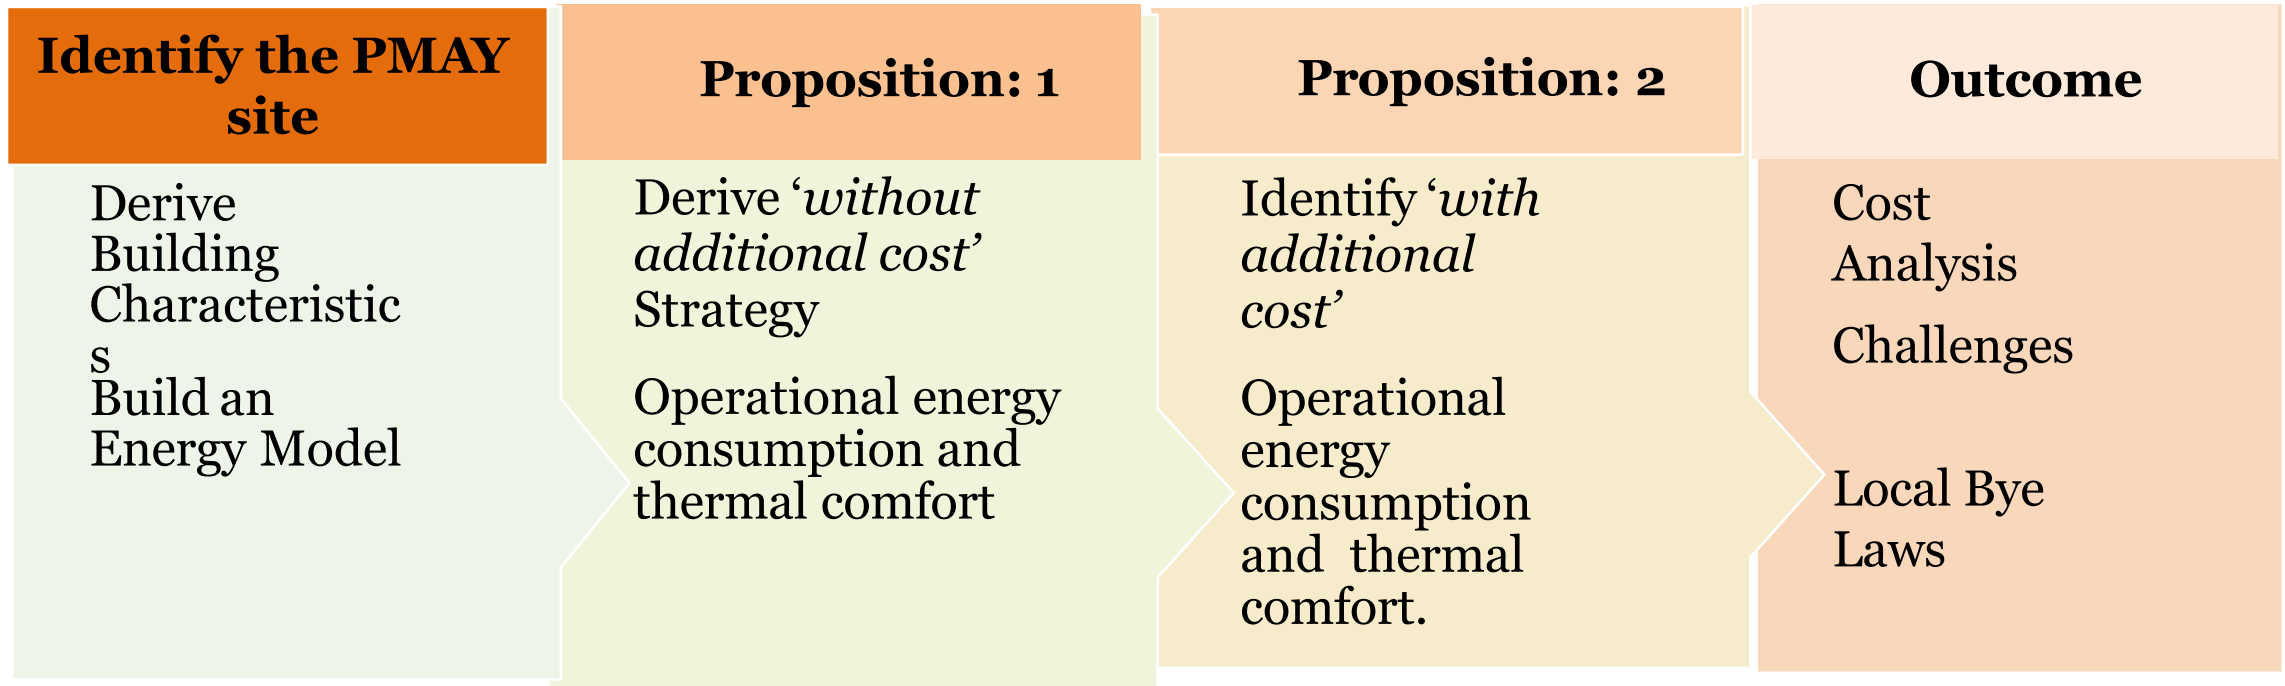 Identify the PMAY
site
Derive
Building
Characteristic
s
Build an
Energy Model
Proposition: 1
Derive ‘without
additional cost’
Strategy
Operational energy
consumption and
thermal comfort
Proposition: 2
Identify ‘with
additional
cost’
Operational
energy
consumption
and thermal
comfort.
Outcome
Cost
Analysis
Challenges
Local Bye
Laws